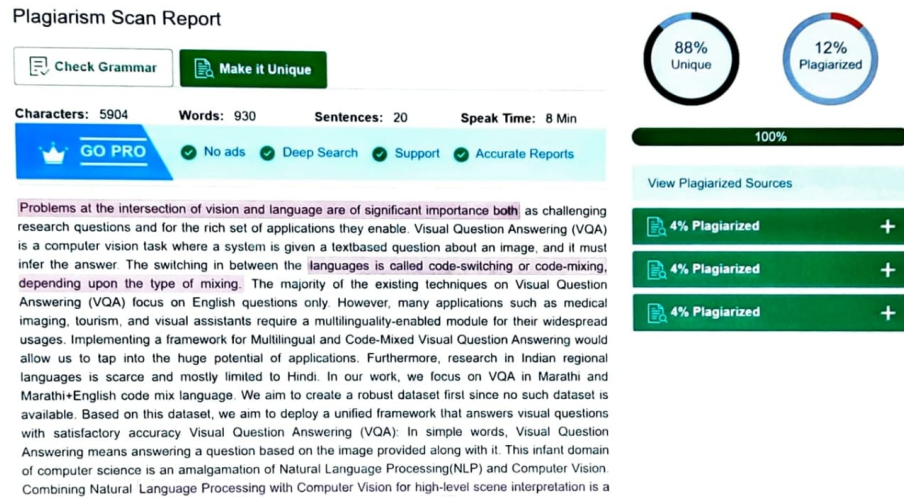 Plagiarism Scan Report
88%
Unique
12%
Plagiarized
Check Grammar
Make it Unique
Characters: 5904 Words: 930 Sentences: 20 Speak Time: 8 Min
100%
GO PRO No ads Deep Search Support Accurate Reports
View Plagiarized Sources
4% Plagiarized +
4% Plagiarized +
4% Plagiarized +
Problems at the intersection of vision and language are of significant importance both as challenging
research questions and for the rich set of applications they enable. Visual Question Answering (VQA)
is a computer vision task where a system is given a textbased question about an image, and it must
infer the answer. The switching in between the languages is called code-switching or code-mixing,
depending upon the type of mixing. The majority of the existing techniques on Visual Question
Answering (VQA) focus on English questions only. However, many applications such as medical
imaging, tourism, and visual assistants require a multilinguality-enabled module for their widespread
usages. Implementing a framework for Multilingual and Code-Mixed Visual Question Answering would
allow us to tap into the huge potential of applications. Furthermore, research in Indian regional
languages is scarce and mostly limited to Hindi. In our work, we focus on VQA in Marathi and
Marathi+English code mix language. We aim to create a robust dataset first since no such dataset is
available. Based on this dataset, we aim to deploy a unified framework that answers visual questions
with satisfactory accuracy Visual Question Answering (VQA): In simple words, Visual Question
Answering means answering a question based on the image provided along with it. This infant domain
of computer science is an amalgamation of Natural Language Processing(NLP) and Computer Vision.
Combining Natural Language Processing with Computer Vision for high-level scene interpretation is a